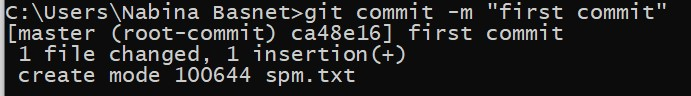 C:\Users\Nabina Basnet>git commit -m "first commit"
[master (root-commit) ca48e16] first commit
 1 file changed, 1 insertion(+)
 create mode 100644 spm.txt